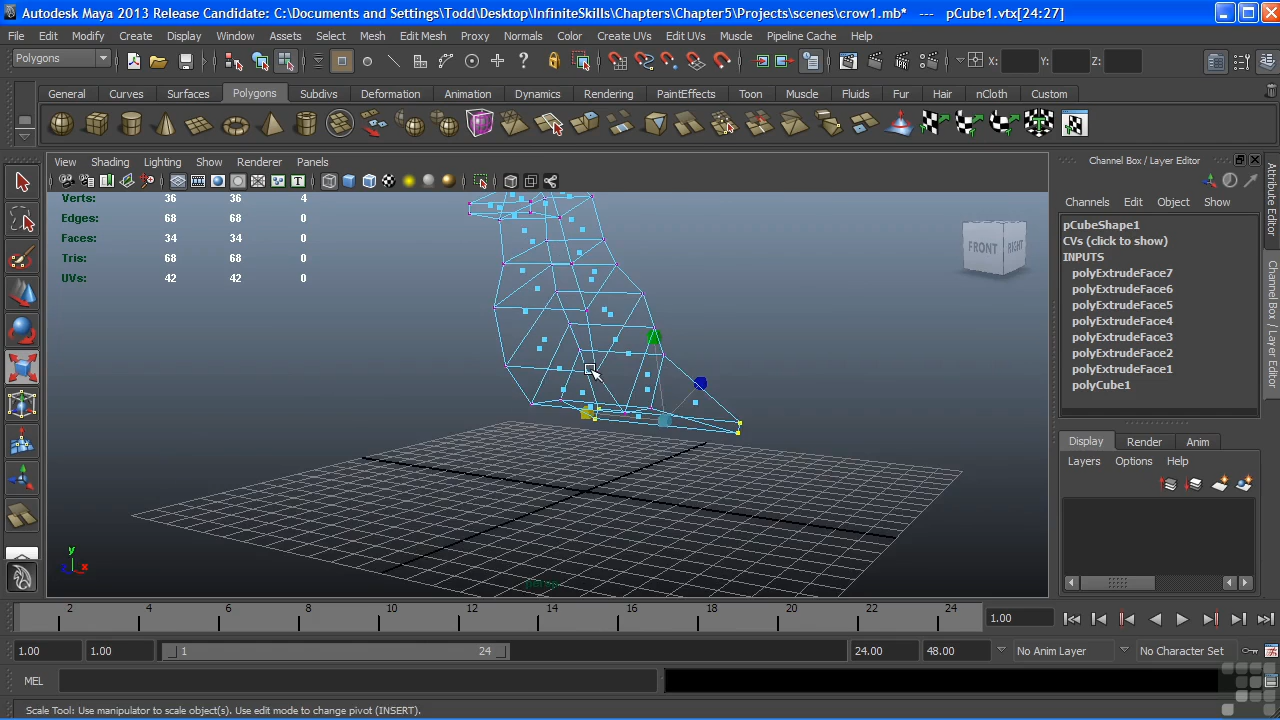 Autodesk Maya 2013 Release Candidate: C:\Documents and Settings\Todd\Desktop\InfiniteSkills\Chapters\Chapter5\Projects\scenes\crow1.mb* --- pCube1.vtx[24:27]
File Edit Modify Create Display Window Assets Select Mesh Edit Mesh Proxy Normals Color Create UVs Edit UVs Muscle Pipeline Cache Help
Polygons X: Y: Z:
General Curves Surfaces Polygons Subdivs Deformation Animation Dynamics Rendering PaintEffects Toon Muscle Fluids Fur Hair nCloth Custom
View Shading Lighting Show Renderer Panels
Channel Box / Layer Editor
Verts: 36 36 4
Edges: 68 68 0
Faces: 34 34 0
Tris: 68 68 0
UVs: 42 42 0
FRONT RIGHT
y
z x
Channels Edit Object Show
pCubeShape1
CVs (click to show)
INPUTS
polyExtrudeFace7
polyExtrudeFace6
polyExtrudeFace5
polyExtrudeFace4
polyExtrudeFace3
polyExtrudeFace2
polyExtrudeFace1
polyCube1
Display Render Anim
Layers Options Help
Attribute Editor
Channel Box / Layer Editor
2 4 6 8 10 12 14 16 18 20 22 24 1.00
1.00 1.00 1 24 24.00 48.00 No Anim Layer No Character Set
MEL
Scale Tool: Use manipulator to scale object(s). Use edit mode to change pivot (INSERT).